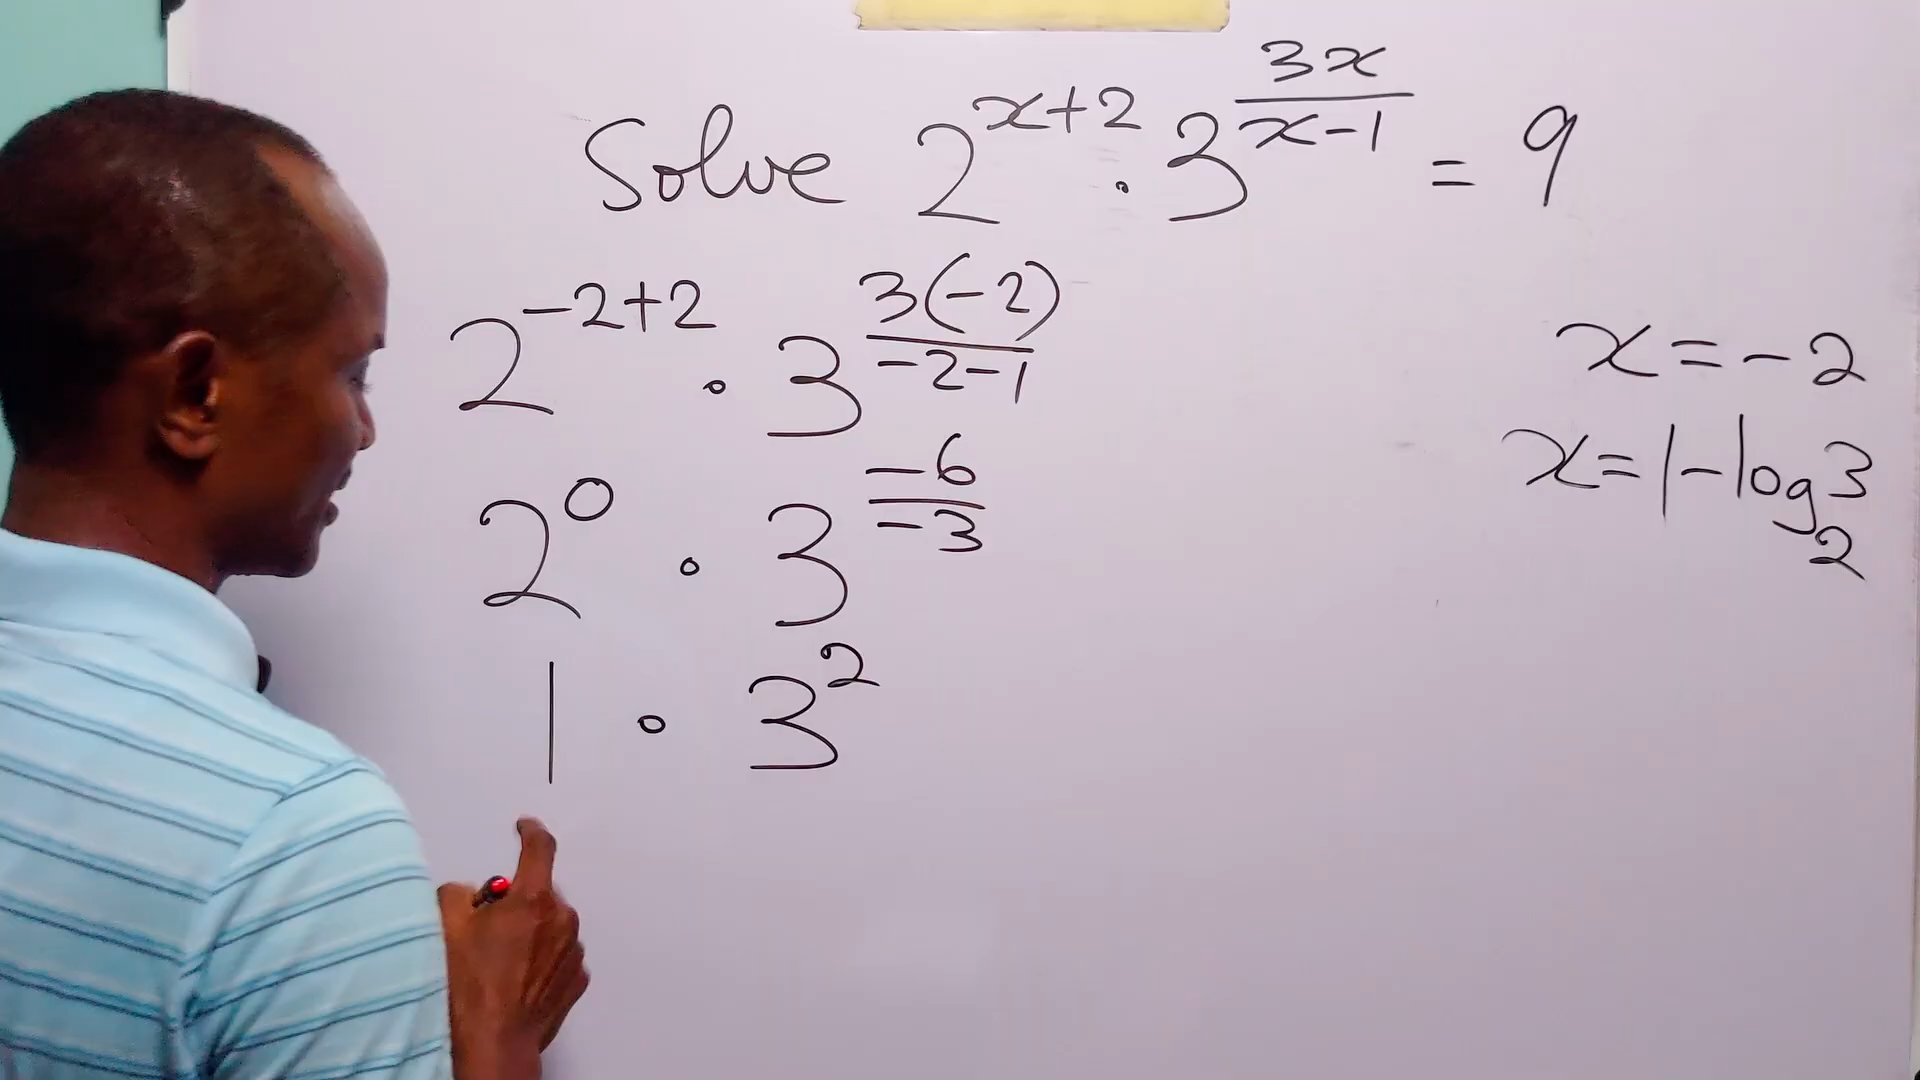 Solve 2^(x+2) · 3^(3x/(x-1)) = 9
2^(-2+2) · 3^(3(-2)/(-2-1))
x = -2
2^0 · 3^(-6/-3)
x = 1 - log_2 3
1 · 3^2